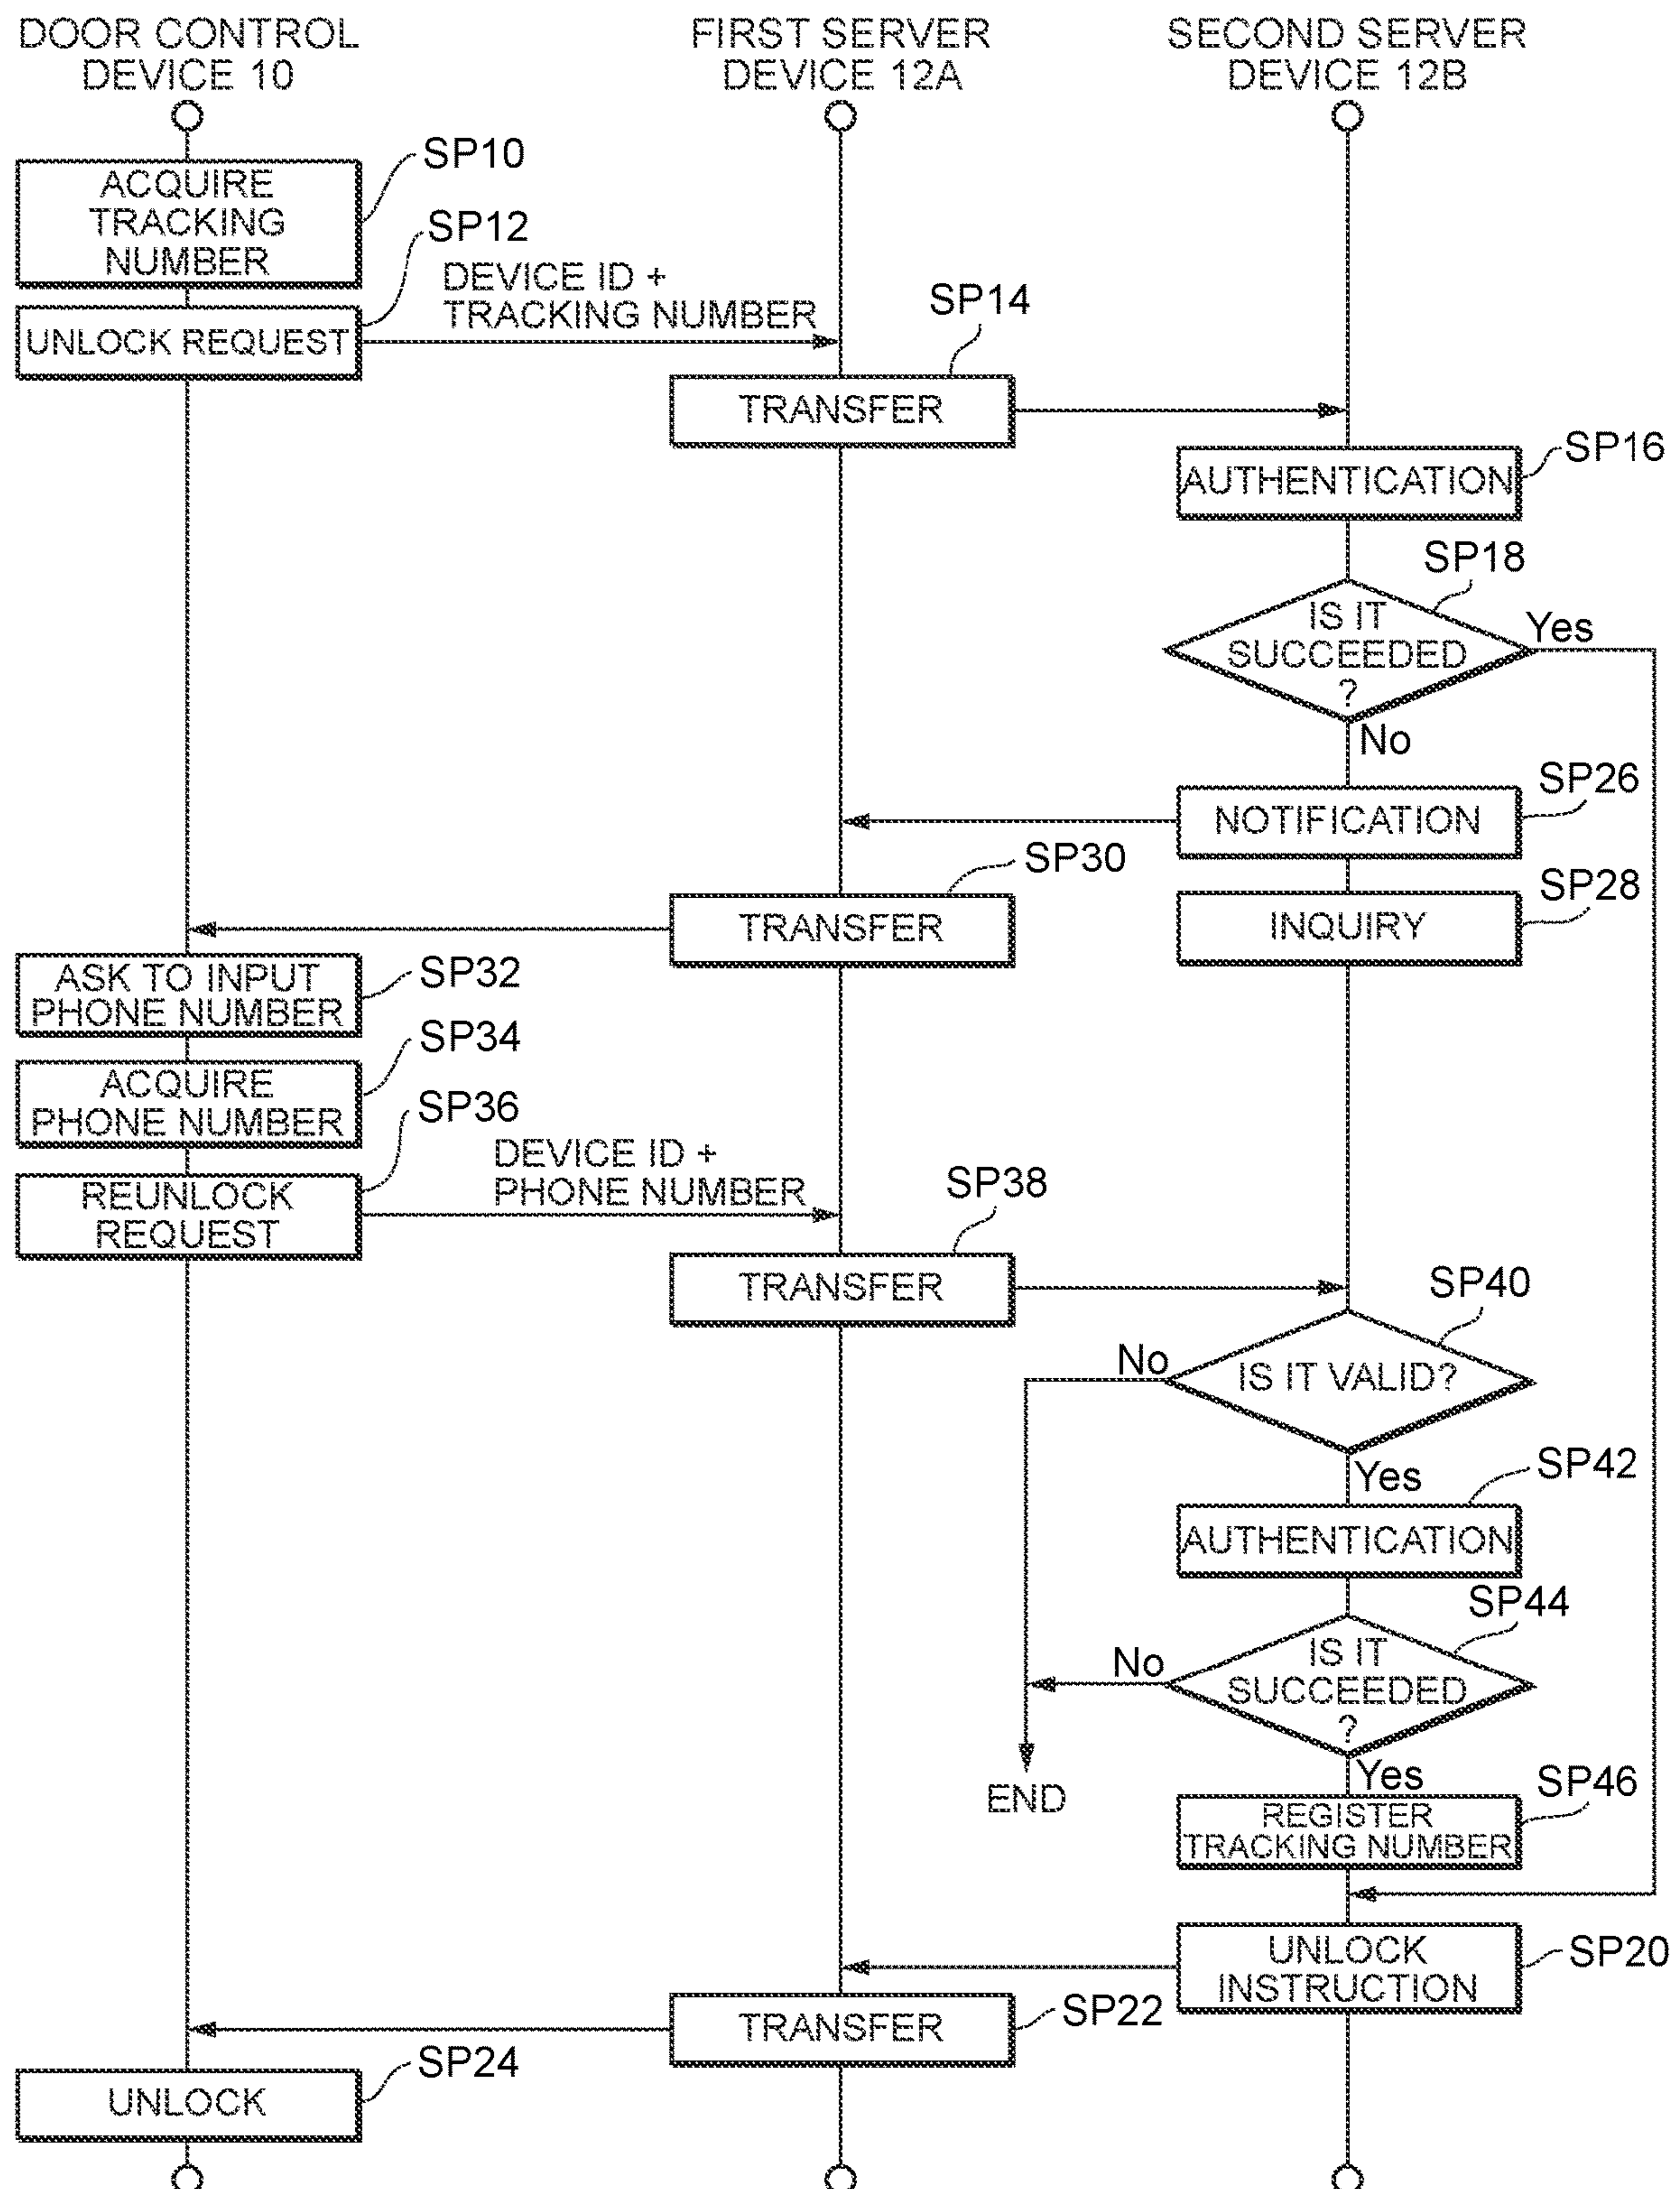 DOOR CONTROL
DEVICE 10
FIRST SERVER
DEVICE 12A
SECOND SERVER
DEVICE 12B
SP10
ACQUIRE
TRACKING
NUMBER
SP12
DEVICE ID +
TRACKING NUMBER
UNLOCK REQUEST
SP14
TRANSFER
SP16
AUTHENTICATION
SP18
IS IT
SUCCEEDED
?
Yes
No
SP26
NOTIFICATION
SP30
TRANSFER
SP28
INQUIRY
ASK TO INPUT
PHONE NUMBER
SP32
SP34
ACQUIRE
PHONE NUMBER
SP36
REUNLOCK
REQUEST
DEVICE ID +
PHONE NUMBER
SP38
TRANSFER
SP40
IS IT VALID?
No
Yes
SP42
AUTHENTICATION
SP44
IS IT
SUCCEEDED
?
No
Yes
END
SP46
REGISTER
TRACKING NUMBER
UNLOCK
INSTRUCTION
SP20
TRANSFER
SP22
SP24
UNLOCK